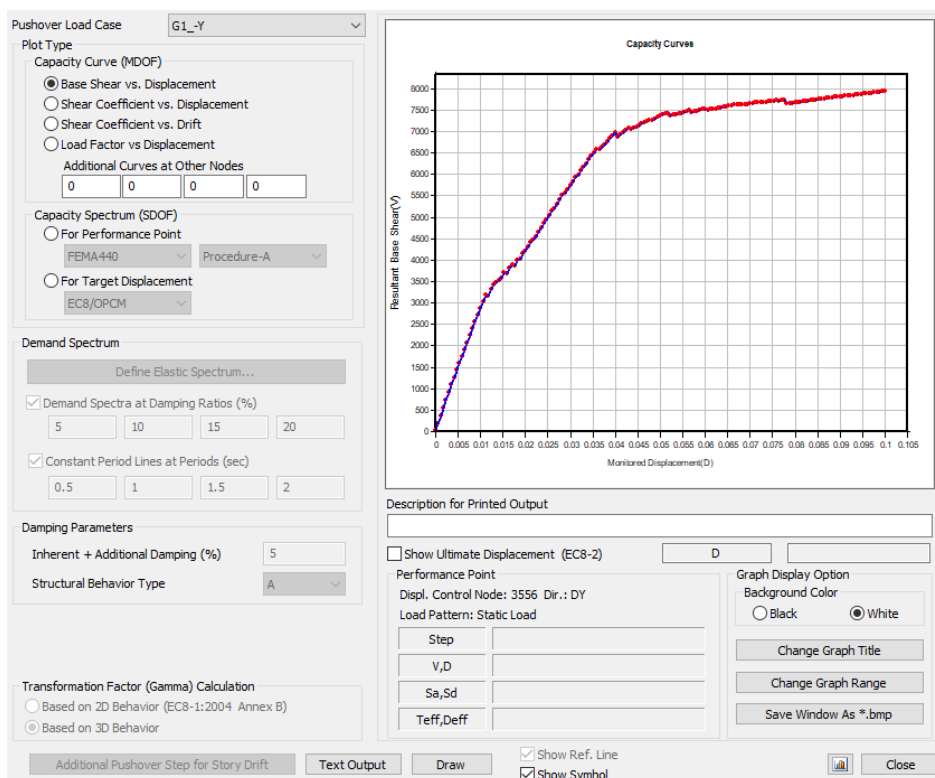 Pushover Load Case
G1_-Y
Plot Type
Capacity Curve (MDOF)
Base Shear vs. Displacement
Shear Coefficient vs. Displacement
Shear Coefficient vs. Drift
Load Factor vs Displacement
Additional Curves at Other Nodes
0 0 0 0
Capacity Spectrum (SDOF)
For Performance Point
FEMA440 Procedure-A
For Target Displacement
EC8/OPCM
Demand Spectrum
Define Elastic Spectrum...
Demand Spectra at Damping Ratios (%)
5 10 15 20
Constant Period Lines at Periods (sec)
0.5 1 1.5 2
Damping Parameters
Inherent + Additional Damping (%) 5
Structural Behavior Type A
Transformation Factor (Gamma) Calculation
Based on 2D Behavior (EC8-1:2004 Annex B)
Based on 3D Behavior
Capacity Curves
Resultant Base Shear(V)
8000
7500
7000
6500
6000
5500
5000
4500
4000
3500
3000
2500
2000
1500
1000
500
0
0 0.005 0.01 0.015 0.02 0.025 0.03 0.035 0.04 0.045 0.05 0.055 0.06 0.065 0.07 0.075 0.08 0.085 0.09 0.095 0.1 0.105
Monitored Displacement(D)
Description for Printed Output
Show Ultimate Displacement (EC8-2) D
Performance Point
Displ. Control Node: 3556 Dir.: DY
Load Pattern: Static Load
Step
V,D
Sa,Sd
Teff,Deff
Graph Display Option
Background Color
Black White
Change Graph Title
Change Graph Range
Save Window As *.bmp
Additional Pushover Step for Story Drift Text Output Draw
Show Ref. Line
Show Symbol
Close